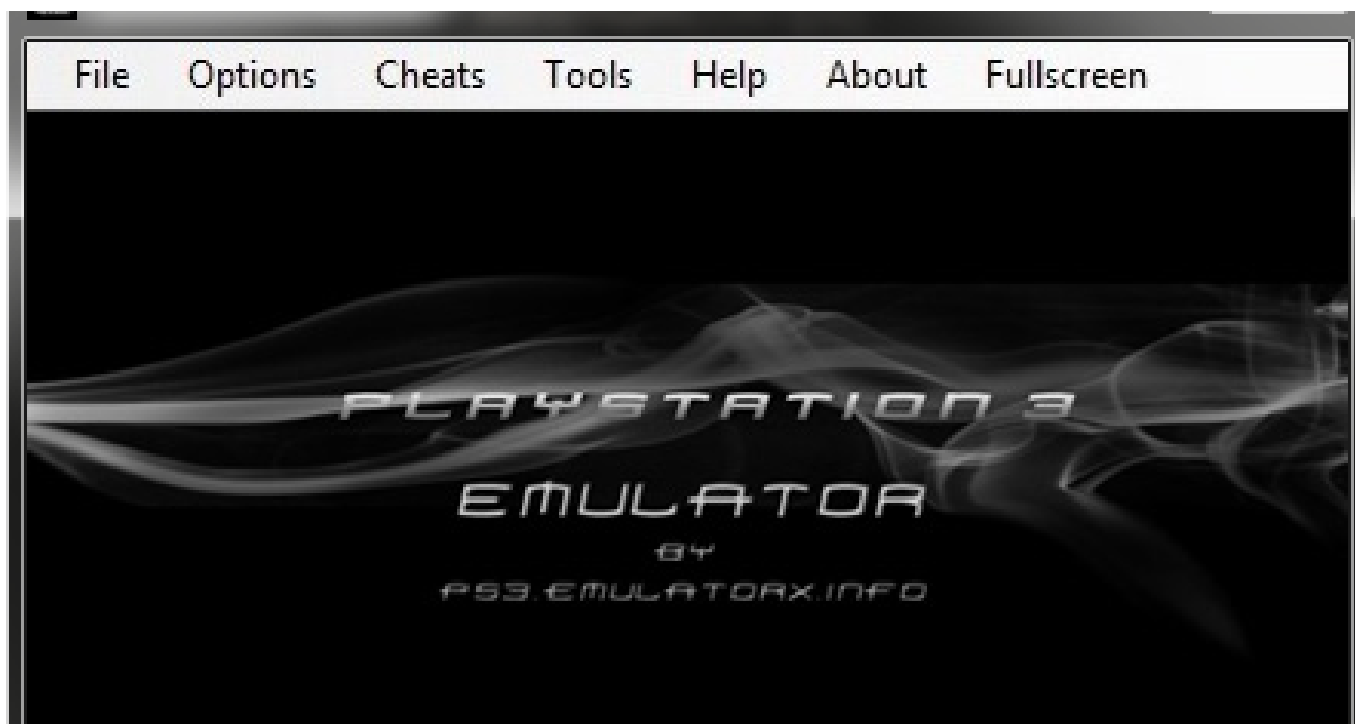 File Options Cheats Tools Help About Fullscreen
PLAYSTATION 3
EMULATOR
BY
PS3.EMULATORX.INFO